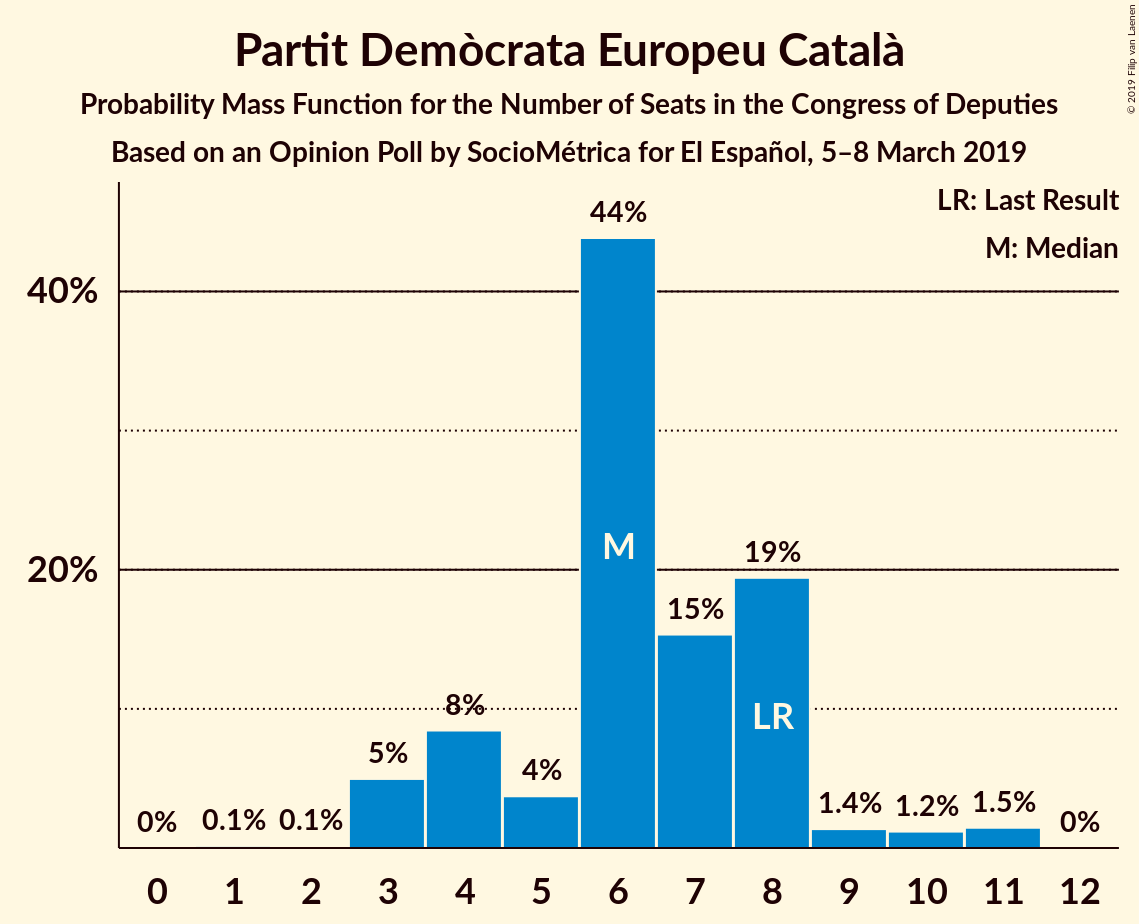 Partit Demòcrata Europeu Català
Probability Mass Function for the Number of Seats in the Congress of Deputies
Based on an Opinion Poll by SocioMétrica for El Español, 5–8 March 2019
© 2019 Filip van Laenen
LR: Last Result
M: Median
40%
20%
0%
0.1%
0.1%
5%
8%
4%
44%
15%
19%
1.4%
1.2%
1.5%
0%
M
LR
0 1 2 3 4 5 6 7 8 9 10 11 12